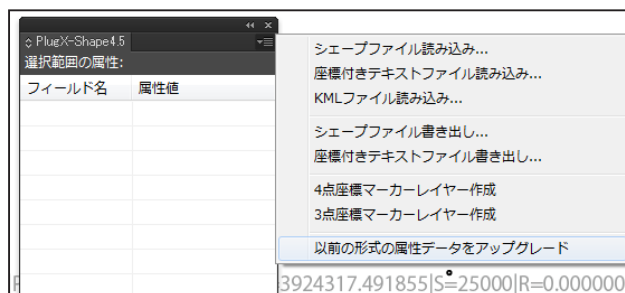 PlugX-Shape4.5
選択範囲の属性:
フィールド名 属性値
シェープファイル読み込み...
座標付きテキストファイル読み込み...
KMLファイル読み込み...
シェープファイル書き出し...
座標付きテキストファイル書き出し...
4点座標マーカーレイヤー作成
3点座標マーカーレイヤー作成
以前の形式の属性データをアップグレード
3924317.491855|S=25000|R=0.000000